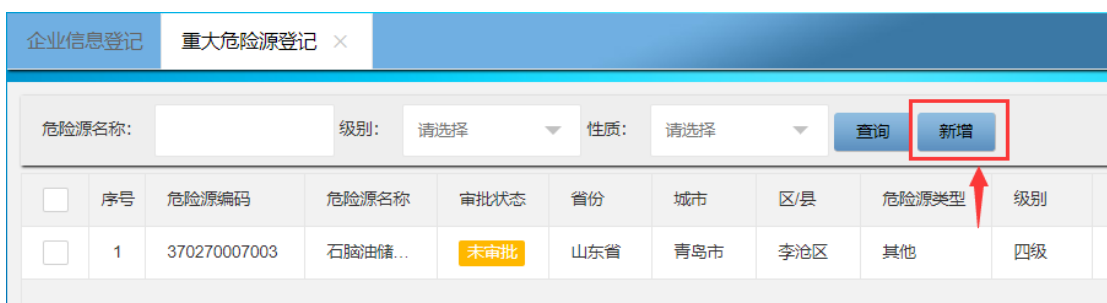 企业信息登记 重大危险源登记 ×
危险源名称: 级别: 请选择 性质: 请选择 查询 新增
序号 危险源编码 危险源名称 审批状态 省份 城市 区/县 危险源类型 级别
1 370270007003 石脑油储... 未审批 山东省 青岛市 李沧区 其他 四级